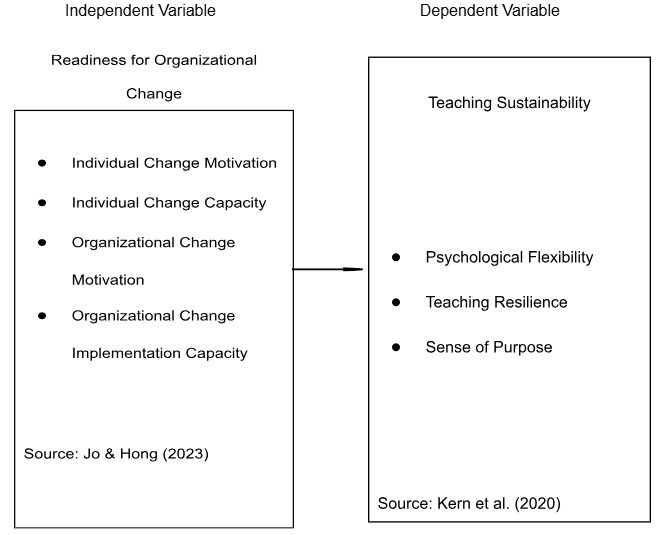 Independent Variable
Dependent Variable
Readiness for Organizational
Change
Individual Change Motivation
Individual Change Capacity
Organizational Change
Motivation
Organizational Change
Implementation Capacity
Source: Jo & Hong (2023)
Teaching Sustainability
Psychological Flexibility
Teaching Resilience
Sense of Purpose
Source: Kern et al. (2020)